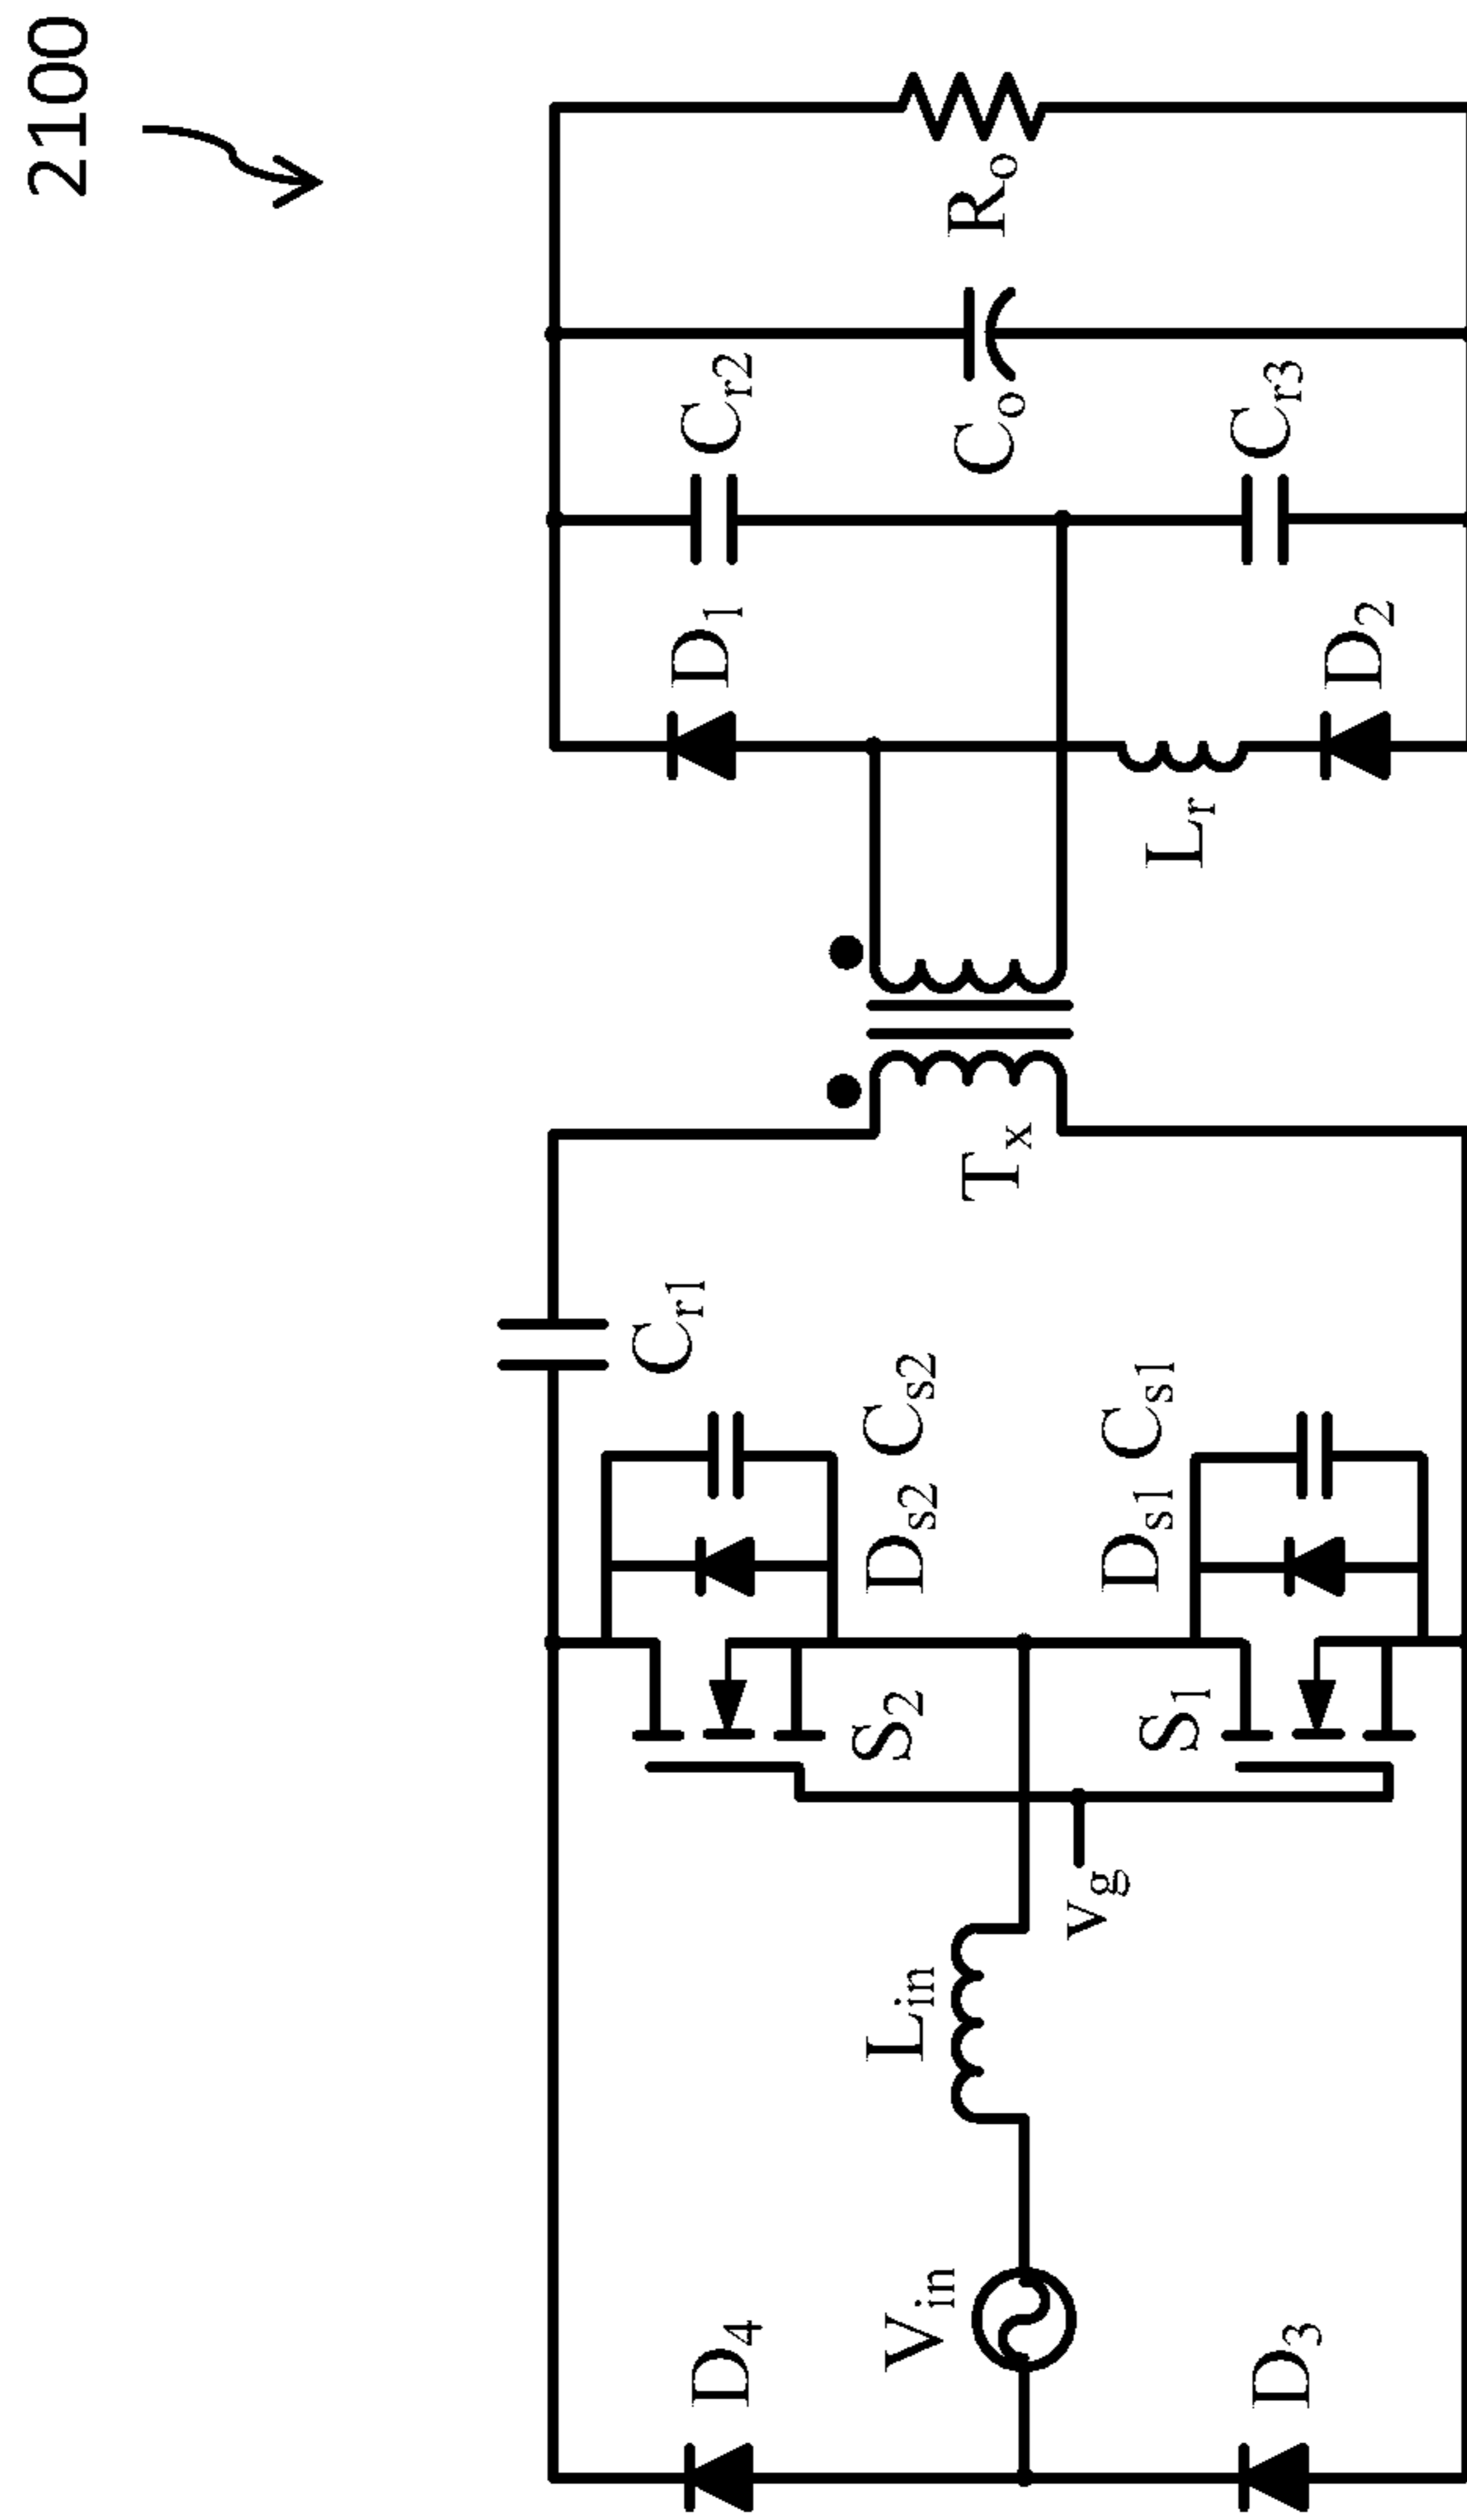 2100
Ro
Co
Cr2
Cr3
D1
D2
Lr
Tx
Cr1
Cs2
Cs1
Ds2
Ds1
S2
S1
vg
Lin
Vin
D4
D3